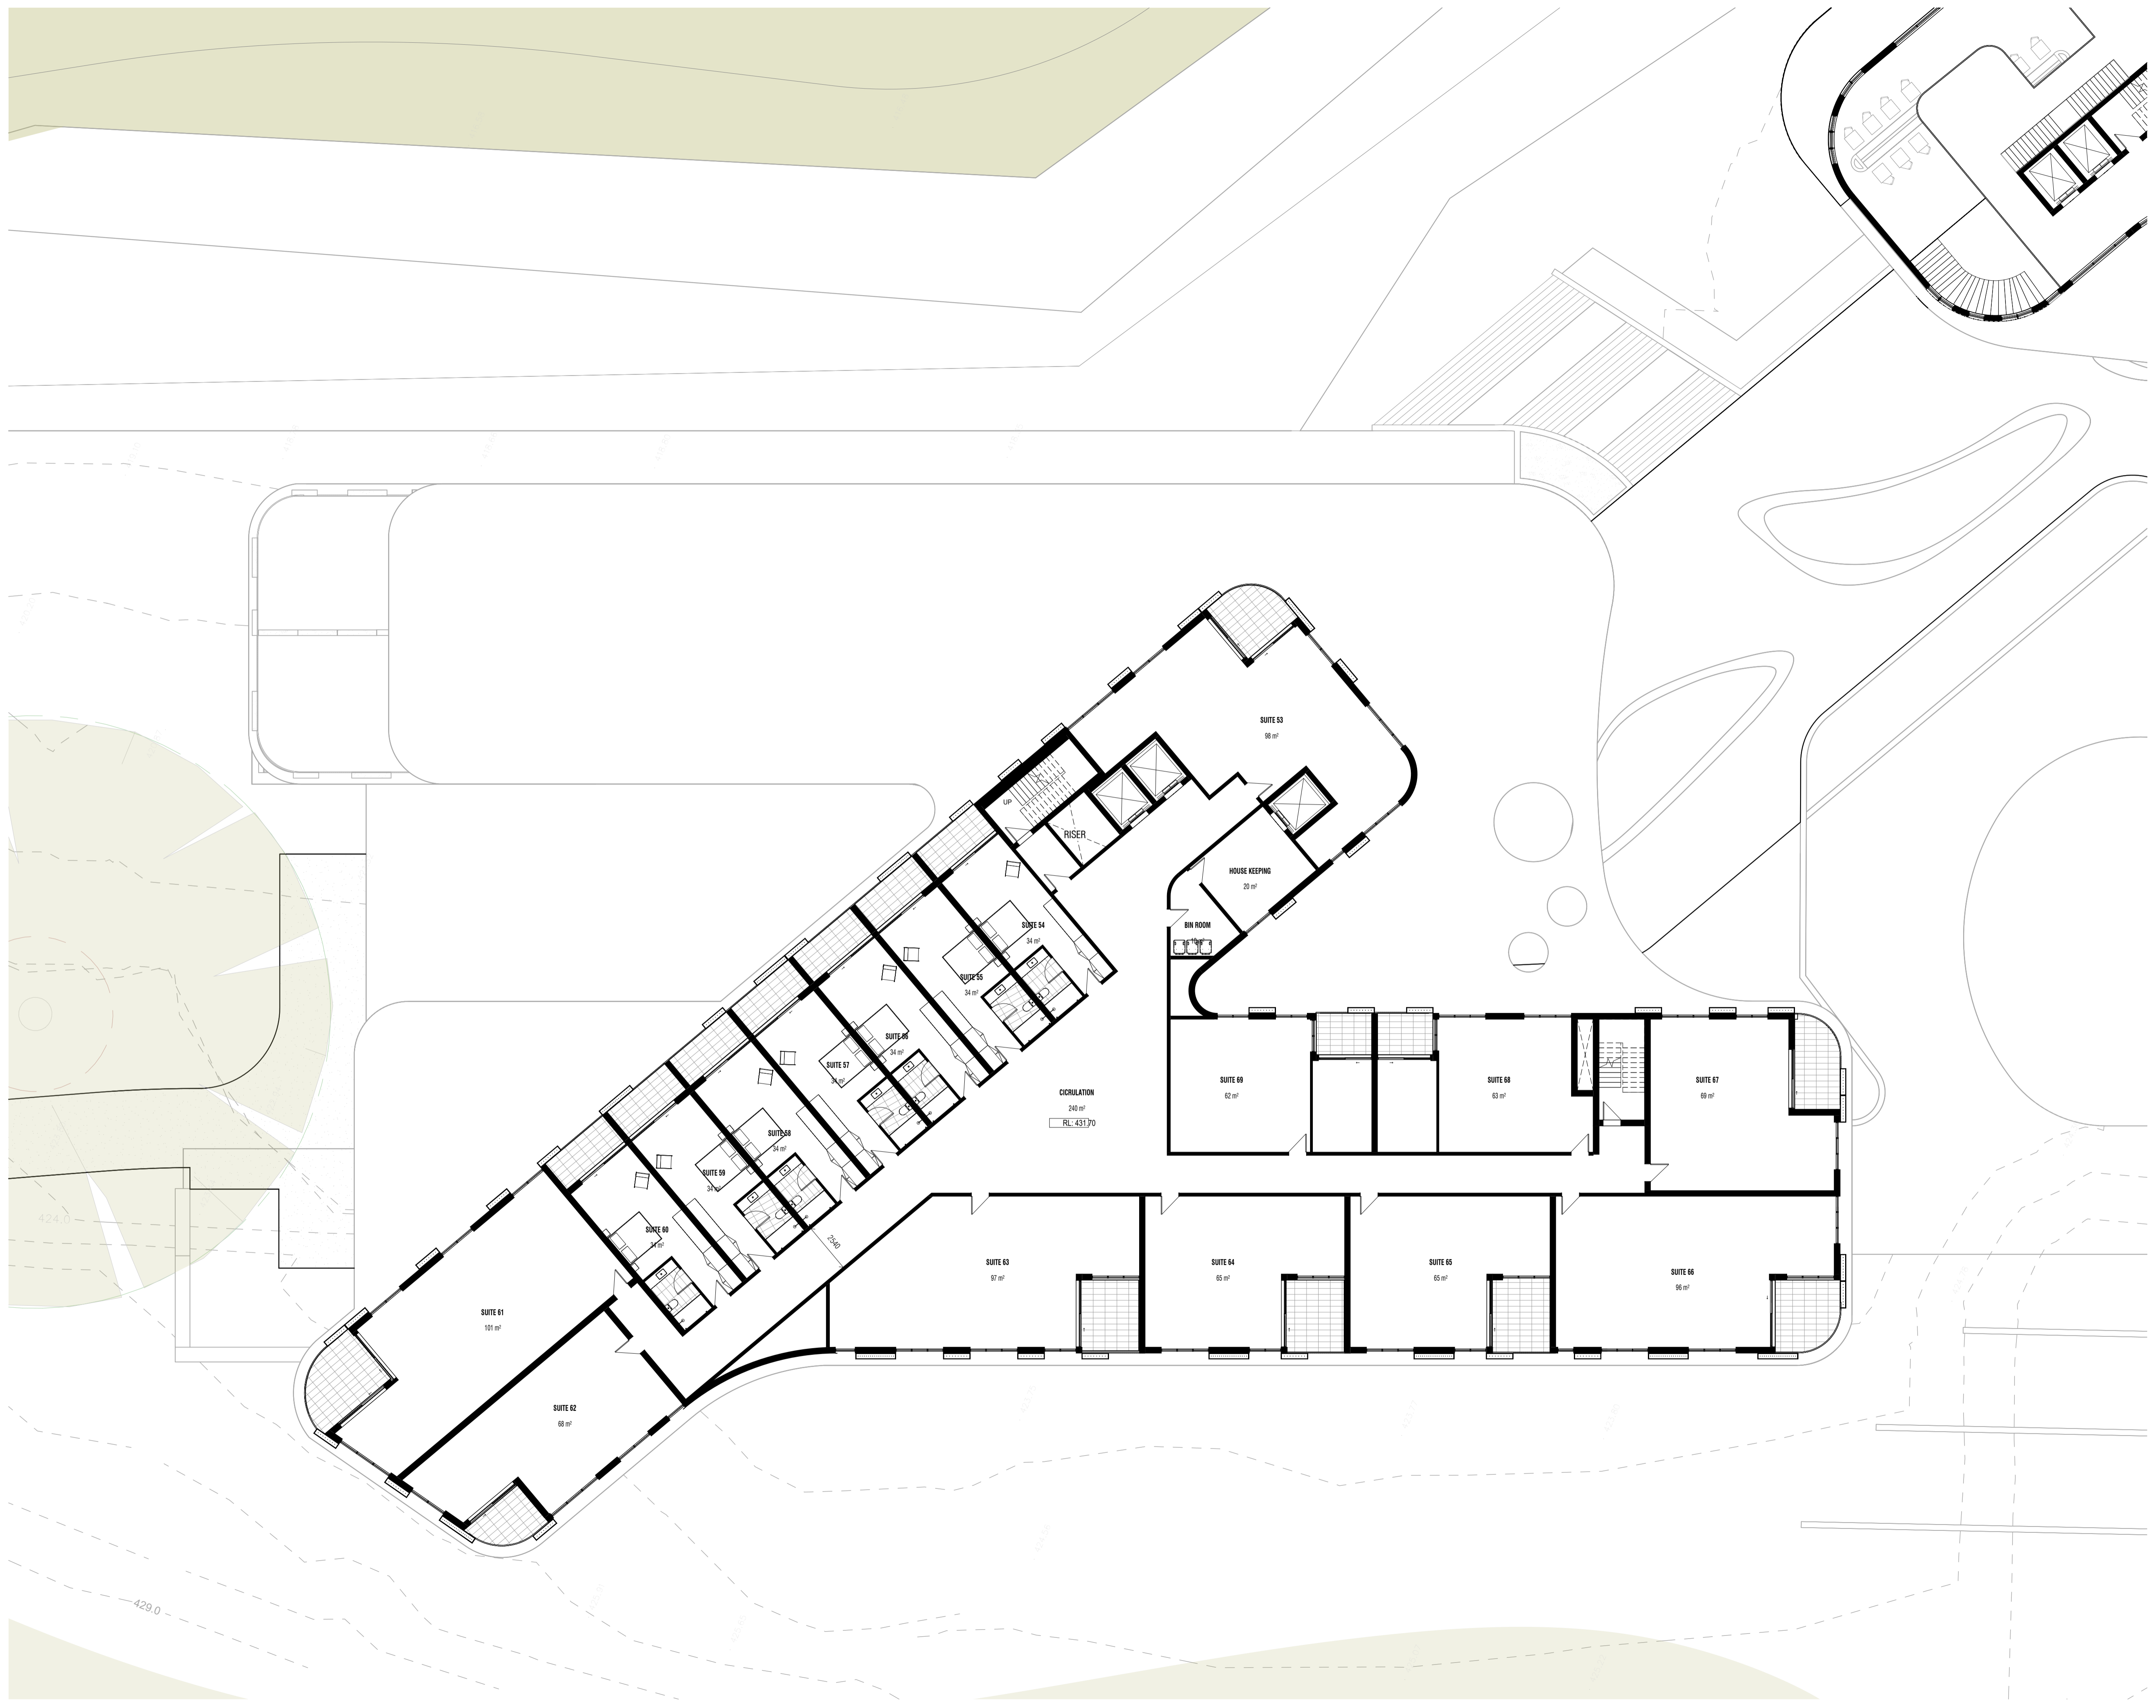 SUITE 53
98 m²
UP
RISER
HOUSE KEEPING
20 m²
BIN ROOM
SUITE 54
34 m²
SUITE 55
34 m²
SUITE 56
34 m²
SUITE 57
34 m²
SUITE 58
34 m²
SUITE 59
34 m²
SUITE 60
34 m²
CICRULATION
240 m²
RL: 431.70
SUITE 69
62 m²
SUITE 68
63 m²
SUITE 67
69 m²
2540
SUITE 63
97 m²
SUITE 64
65 m²
SUITE 65
65 m²
SUITE 66
96 m²
SUITE 61
101 m²
SUITE 62
68 m²
424.0
429.0